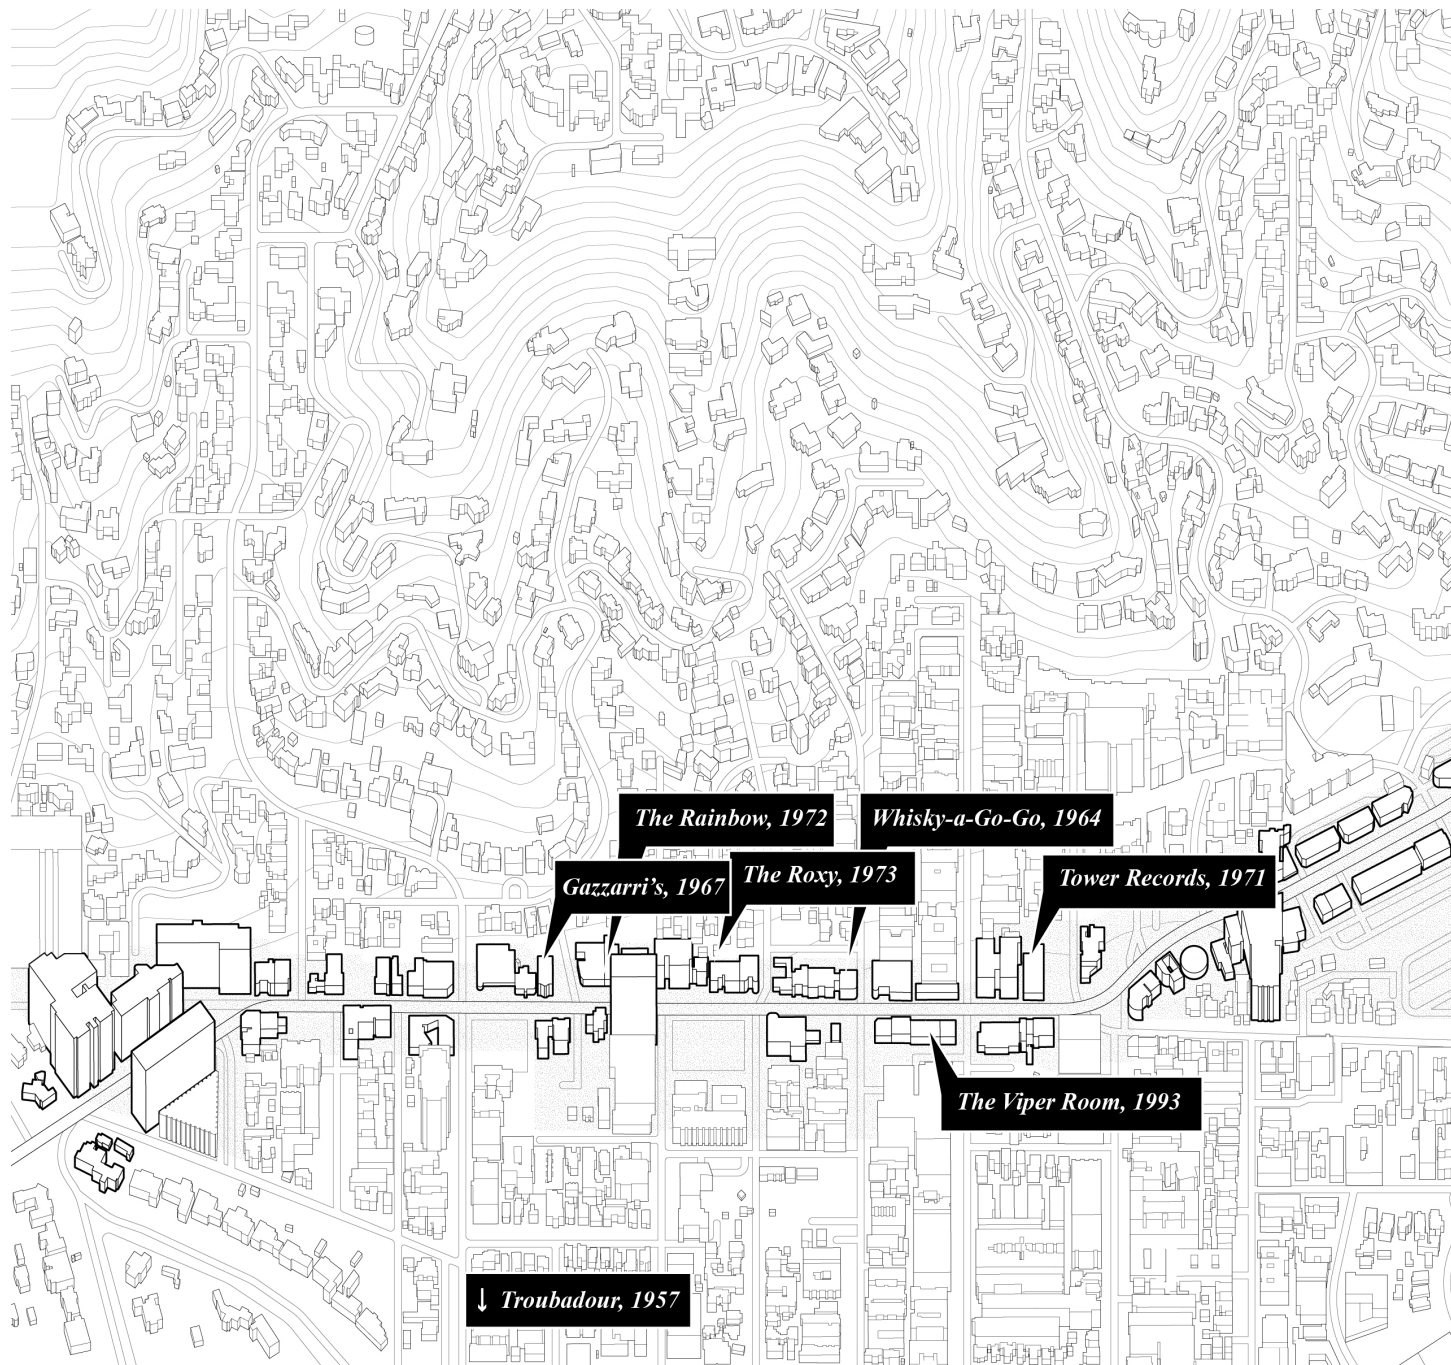 The Rainbow, 1972
Whisky-a-Go-Go, 1964
Gazzarri's, 1967
The Roxy, 1973
Tower Records, 1971
The Viper Room, 1993
↓ Troubadour, 1957